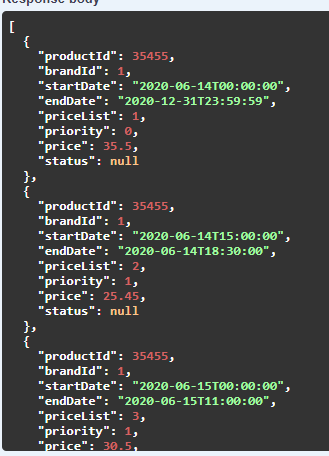 Response body
[
  {
    "productId": 35455,
    "brandId": 1,
    "startDate": "2020-06-14T00:00:00",
    "endDate": "2020-12-31T23:59:59",
    "priceList": 1,
    "priority": 0,
    "price": 35.5,
    "status": null
  },
  {
    "productId": 35455,
    "brandId": 1,
    "startDate": "2020-06-14T15:00:00",
    "endDate": "2020-06-14T18:30:00",
    "priceList": 2,
    "priority": 1,
    "price": 25.45,
    "status": null
  },
  {
    "productId": 35455,
    "brandId": 1,
    "startDate": "2020-06-15T00:00:00",
    "endDate": "2020-06-15T11:00:00",
    "priceList": 3,
    "priority": 1,
    "price": 30.5,